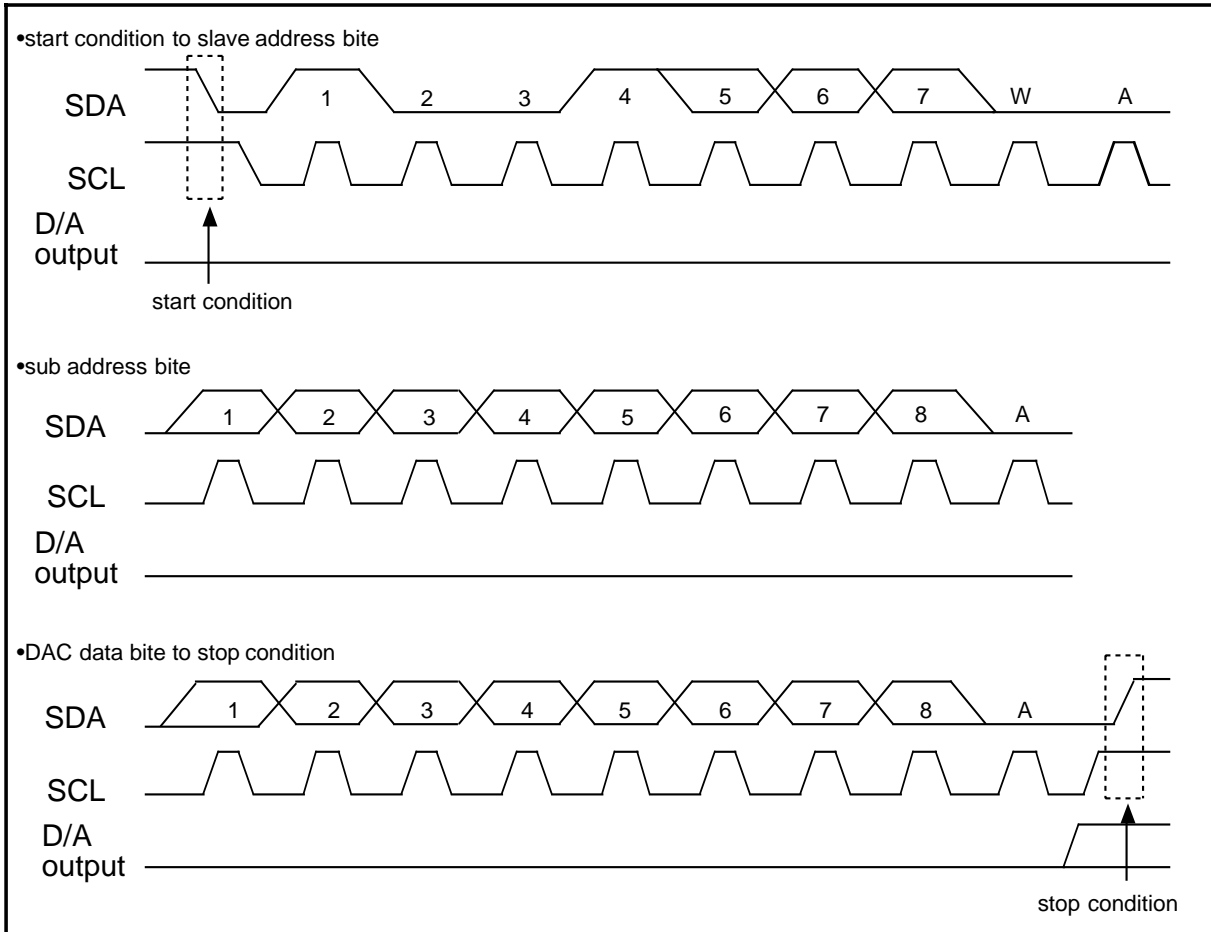 •start condition to slave address bite
SDA 1 2 3 4 5 6 7 W A
SCL
D/A
output
start condition
•sub address bite
SDA 1 2 3 4 5 6 7 8 A
SCL
D/A
output
•DAC data bite to stop condition
SDA 1 2 3 4 5 6 7 8 A
SCL
D/A
output
stop condition